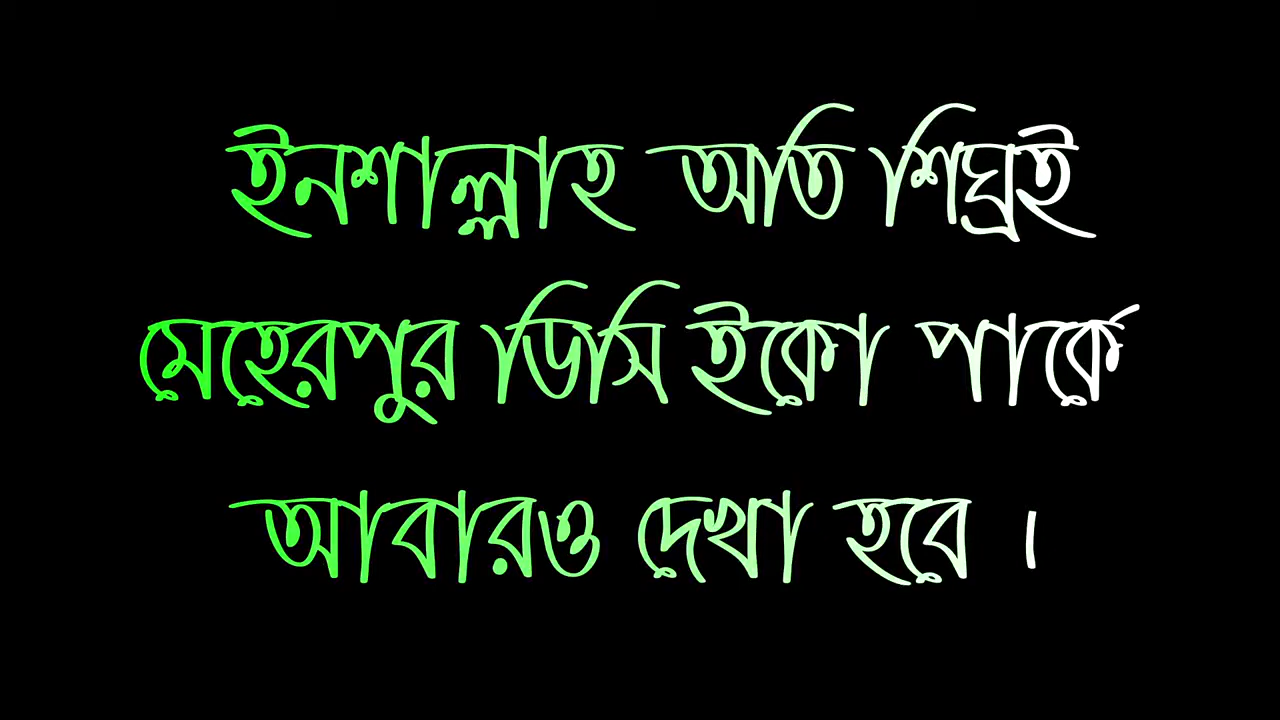 ইনশাল্লাহ অতি শিঘ্রই
মেহেরপুর ডিসি ইকো পার্কে
আবারও দেখা হবে ।